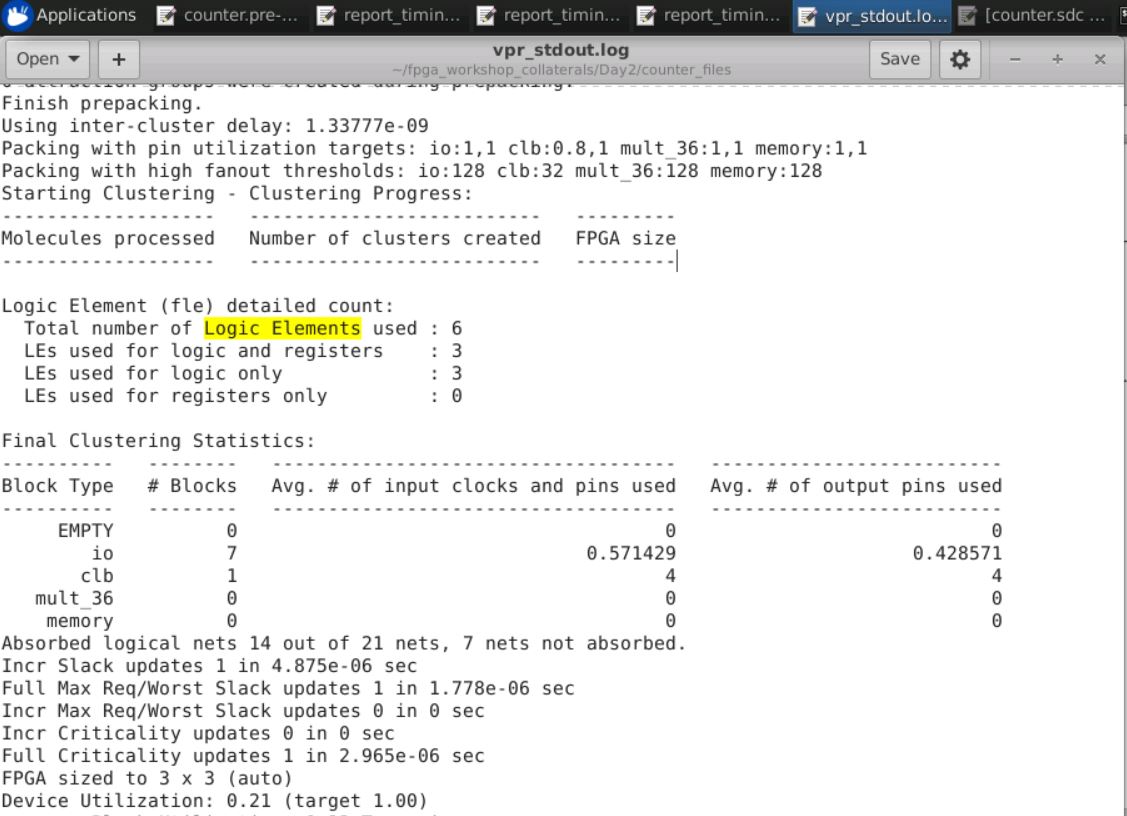 Applications counter.pre-... report_timin... report_timin... report_timin... vpr_stdout.lo... [counter.sdc ...
Open + vpr_stdout.log Save
~/fpga_workshop_collaterals/Day2/counter_files
0 attraction groups were created during prepacking.
Finish prepacking.
Using inter-cluster delay: 1.33777e-09
Packing with pin utilization targets: io:1,1 clb:0.8,1 mult_36:1,1 memory:1,1
Packing with high fanout thresholds: io:128 clb:32 mult_36:128 memory:128
Starting Clustering - Clustering Progress:
-------------------   --------------------------   ---------
Molecules processed   Number of clusters created   FPGA size
-------------------   --------------------------   ---------
Logic Element (fle) detailed count:
Total number of Logic Elements used : 6
LEs used for logic and registers    : 3
LEs used for logic only             : 3
LEs used for registers only         : 0
Final Clustering Statistics:
----------   --------   ------------------------------------   --------------------------
Block Type   # Blocks   Avg. # of input clocks and pins used   Avg. # of output pins used
----------   --------   ------------------------------------   --------------------------
EMPTY 0 0 0
io 7 0.571429 0.428571
clb 1 4 4
mult_36 0 0 0
memory 0 0 0
Absorbed logical nets 14 out of 21 nets, 7 nets not absorbed.
Incr Slack updates 1 in 4.875e-06 sec
Full Max Req/Worst Slack updates 1 in 1.778e-06 sec
Incr Max Req/Worst Slack updates 0 in 0 sec
Incr Criticality updates 0 in 0 sec
Full Criticality updates 1 in 2.965e-06 sec
FPGA sized to 3 x 3 (auto)
Device Utilization: 0.21 (target 1.00)